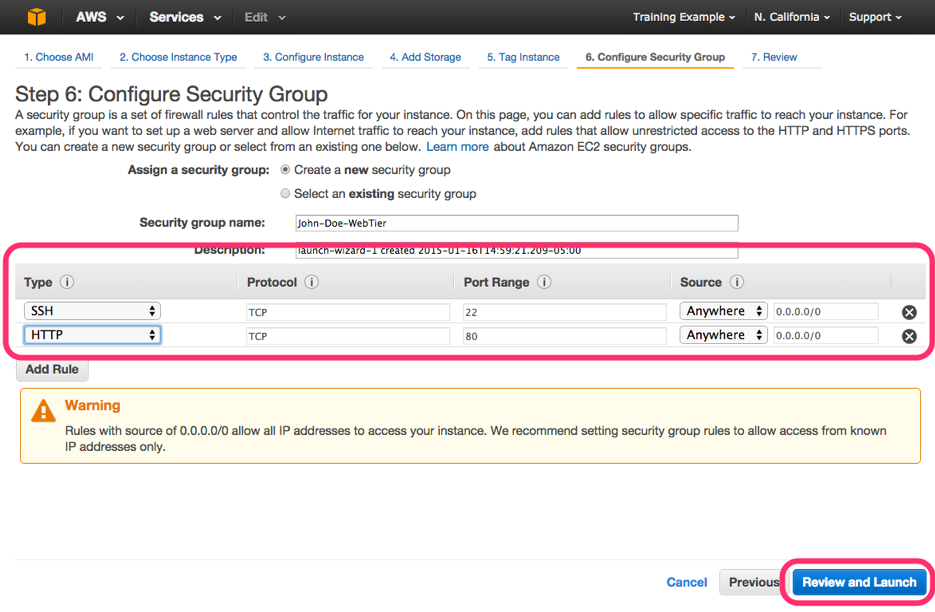 AWS Services Edit Training Example N. California Support
1. Choose AMI 2. Choose Instance Type 3. Configure Instance 4. Add Storage 5. Tag Instance 6. Configure Security Group 7. Review
Step 6: Configure Security Group
A security group is a set of firewall rules that control the traffic for your instance. On this page, you can add rules to allow specific traffic to reach your instance. For
example, if you want to set up a web server and allow Internet traffic to reach your instance, add rules that allow unrestricted access to the HTTP and HTTPS ports.
You can create a new security group or select from an existing one below. Learn more about Amazon EC2 security groups.
Assign a security group: Create a new security group
Select an existing security group
Security group name: John-Doe-WebTier
Description: launch-wizard-1 created 2015-01-16T14:59:21.209-05:00
Type i Protocol i Port Range i Source i
SSH TCP 22 Anywhere 0.0.0.0/0
HTTP TCP 80 Anywhere 0.0.0.0/0
Add Rule
Warning
Rules with source of 0.0.0.0/0 allow all IP addresses to access your instance. We recommend setting security group rules to allow access from known
IP addresses only.
Cancel Previous Review and Launch